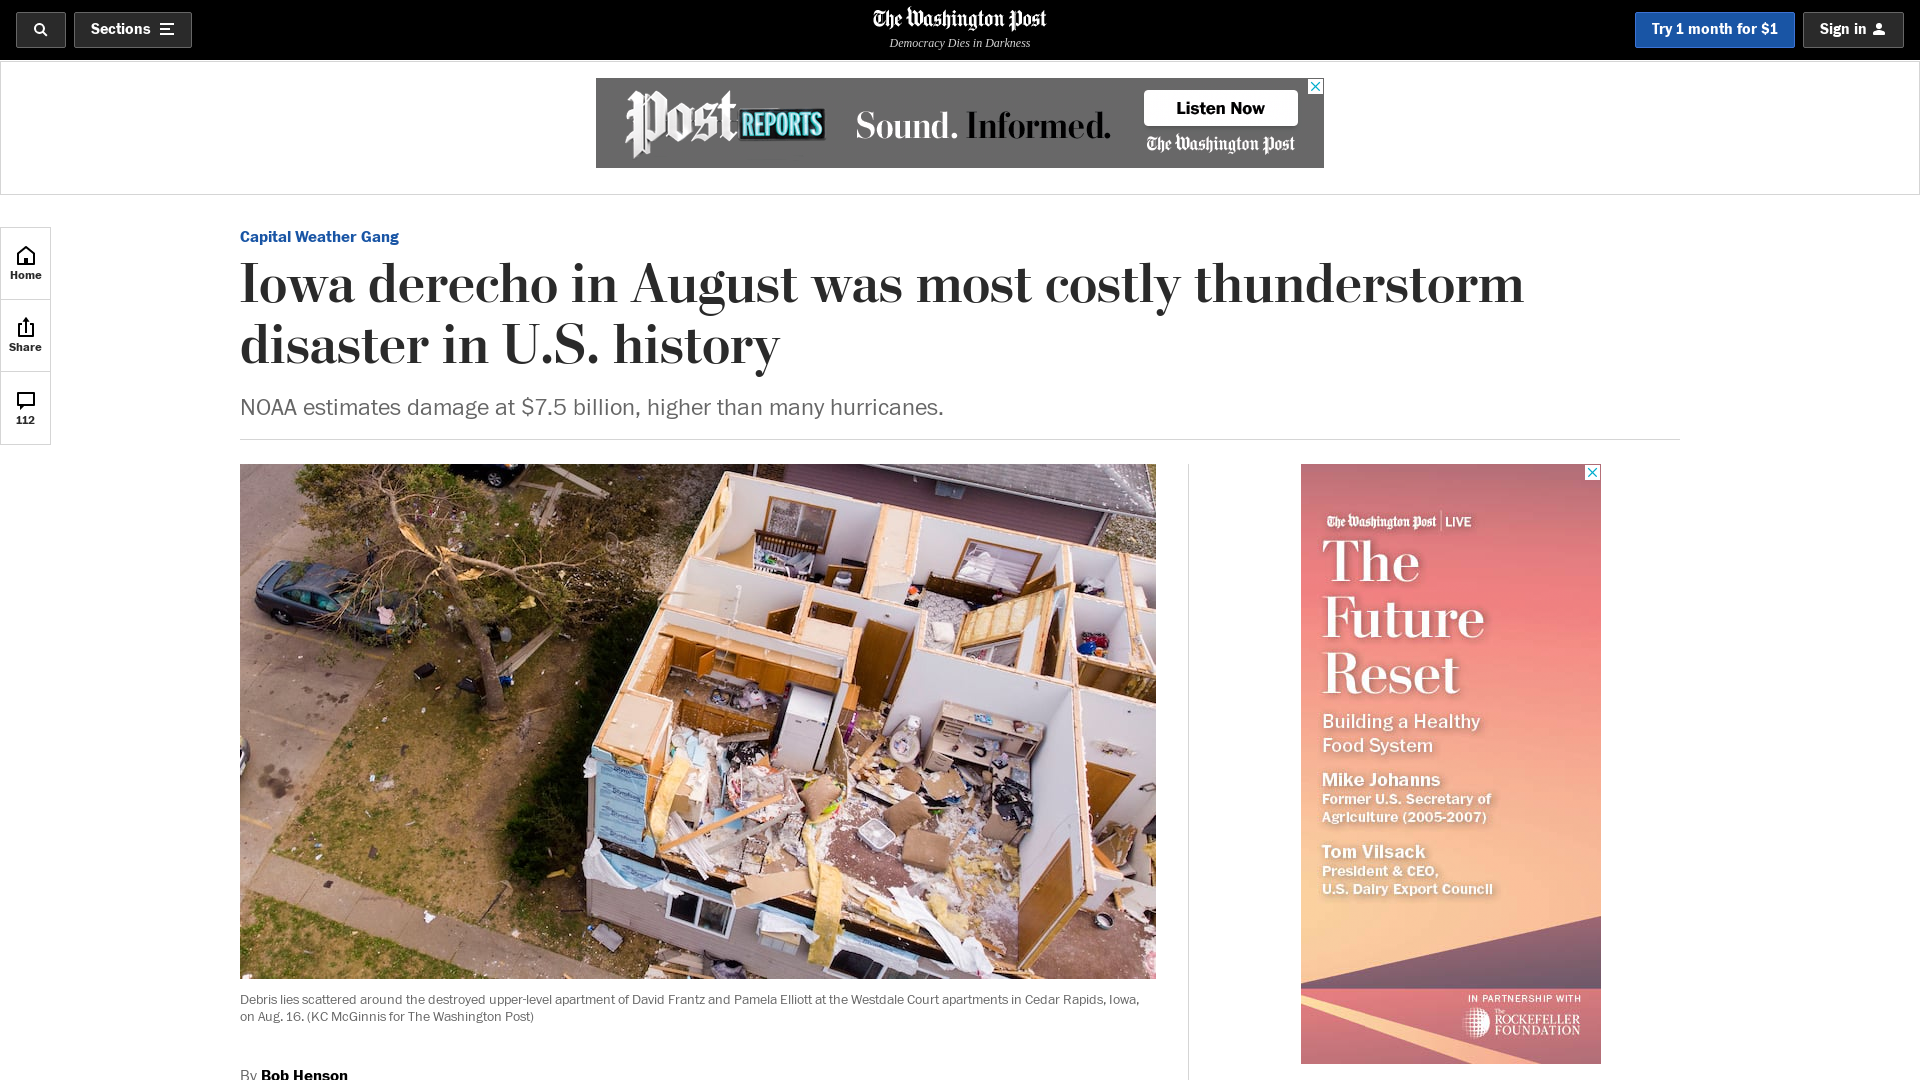 Sections
The Washington Post
Democracy Dies in Darkness
Try 1 month for $1
Sign in
Post REPORTS
Sound. Informed.
Listen Now
The Washington Post
Home
Share
112
Capital Weather Gang
Iowa derecho in August was most costly thunderstorm
disaster in U.S. history
NOAA estimates damage at $7.5 billion, higher than many hurricanes.
Debris lies scattered around the destroyed upper-level apartment of David Frantz and Pamela Elliott at the Westdale Court apartments in Cedar Rapids, Iowa,
on Aug. 16. (KC McGinnis for The Washington Post)
By Bob Henson
The Washington Post LIVE
The
Future
Reset
Building a Healthy
Food System
Mike Johanns
Former U.S. Secretary of
Agriculture (2005-2007)
Tom Vilsack
President & CEO,
U.S. Dairy Export Council
IN PARTNERSHIP WITH
The
ROCKEFELLER
FOUNDATION